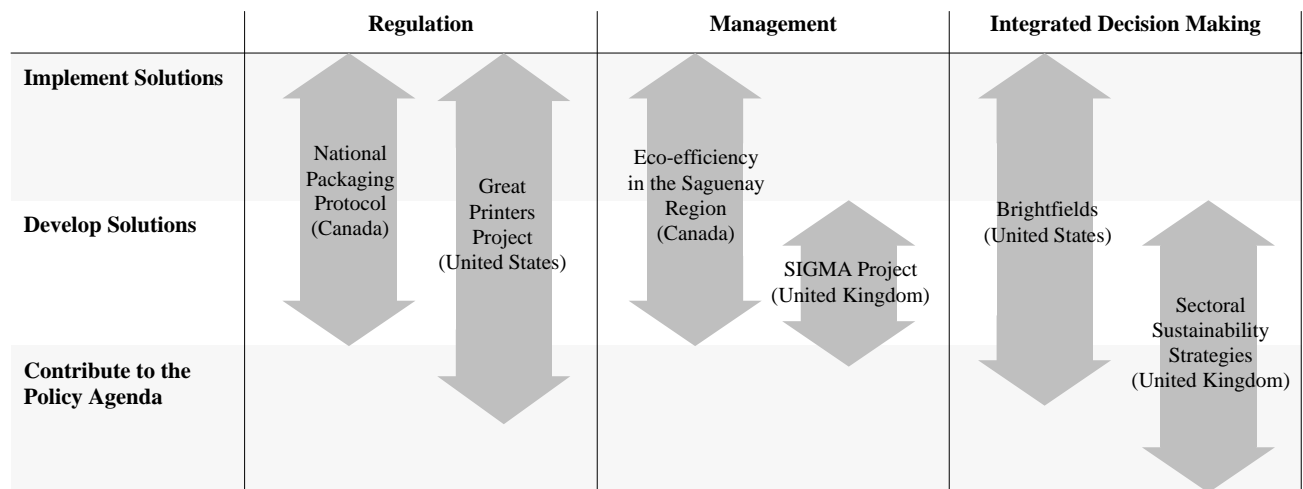 Regulation
Management
Integrated Decision Making
Implement Solutions
National
Packaging
Protocol
(Canada)
Great
Printers
Project
(United States)
Eco-efficiency
in the Saguenay
Region
(Canada)
Brightfields
(United States)
Develop Solutions
SIGMA Project
(United Kingdom)
Sectoral
Sustainability
Strategies
(United Kingdom)
Contribute to the
Policy Agenda